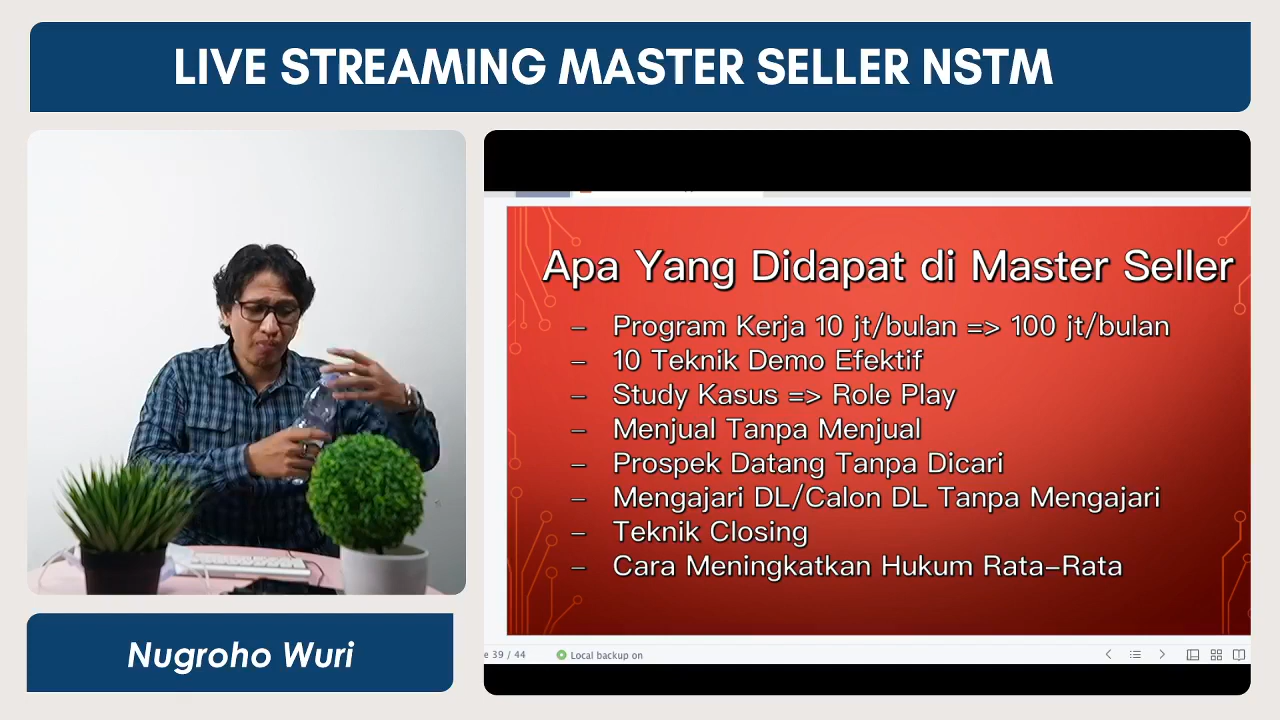 LIVE STREAMING MASTER SELLER NSTM
Apa Yang Didapat di Master Seller
– Program Kerja 10 jt/bulan => 100 jt/bulan
– 10 Teknik Demo Efektif
– Study Kasus => Role Play
– Menjual Tanpa Menjual
– Prospek Datang Tanpa Dicari
– Mengajari DL/Calon DL Tanpa Mengajari
– Teknik Closing
– Cara Meningkatkan Hukum Rata-Rata
e 39 / 44 Local backup on
Nugroho Wuri